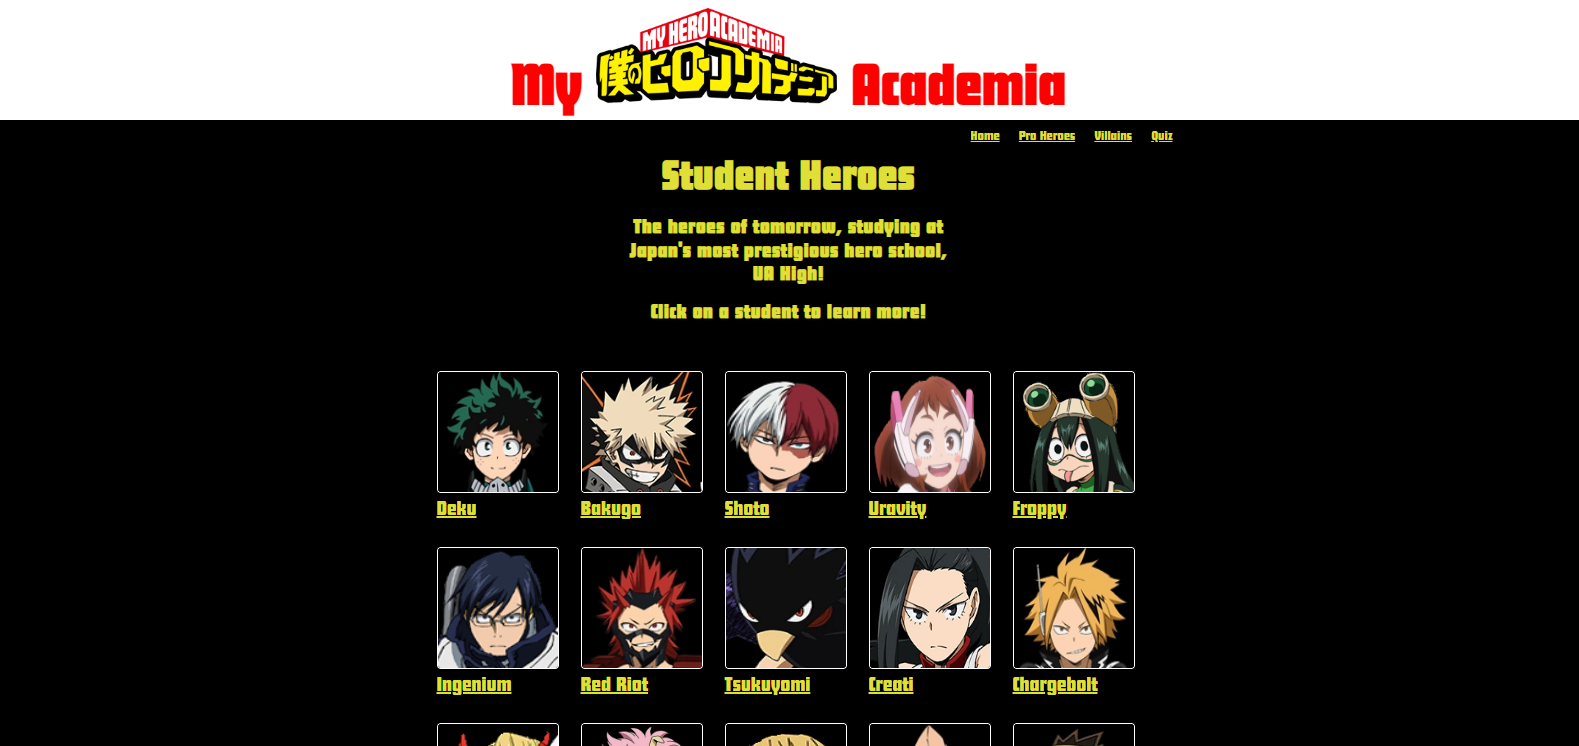 MY HERO ACADEMIA
My 僕のヒーローアカデミア Academia
Home Pro Heroes Villains Quiz
Student Heroes
The heroes of tomorrow, studying at
Japan's most prestigious hero school,
UA High!
Click on a student to learn more!
Deku Bakugo Shoto Uravity Froppy
Ingenium Red Riot Tsukuyomi Creati Chargebolt